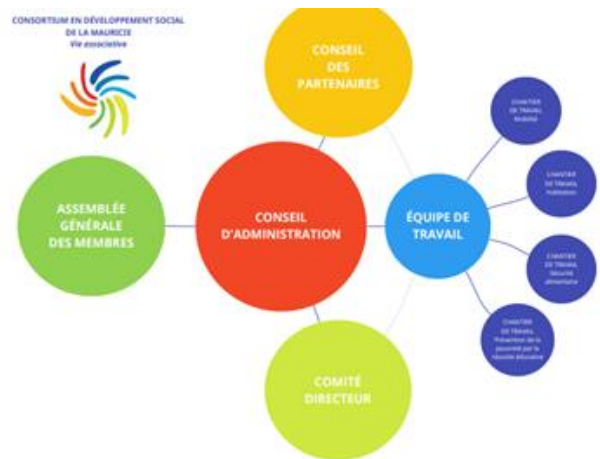 CONSORTIUM EN DÉVELOPPEMENT SOCIAL
DE LA MAURICIE
Vie associative
CONSEIL
DES
PARTENAIRES
ASSEMBLÉE
GÉNÉRALE
DES MEMBRES
CONSEIL
D'ADMINISTRATION
ÉQUIPE DE
TRAVAIL
COMITÉ
DIRECTEUR
CHANTIER
DE TRAVAIL
Mobilité
CHANTIER
DE TRAVAIL
CHANTIER
DE TRAVAIL
Sécurité
alimentaire
CHANTIER
DE TRAVAIL
Prévention de la
pauvreté par la
réussite éducative